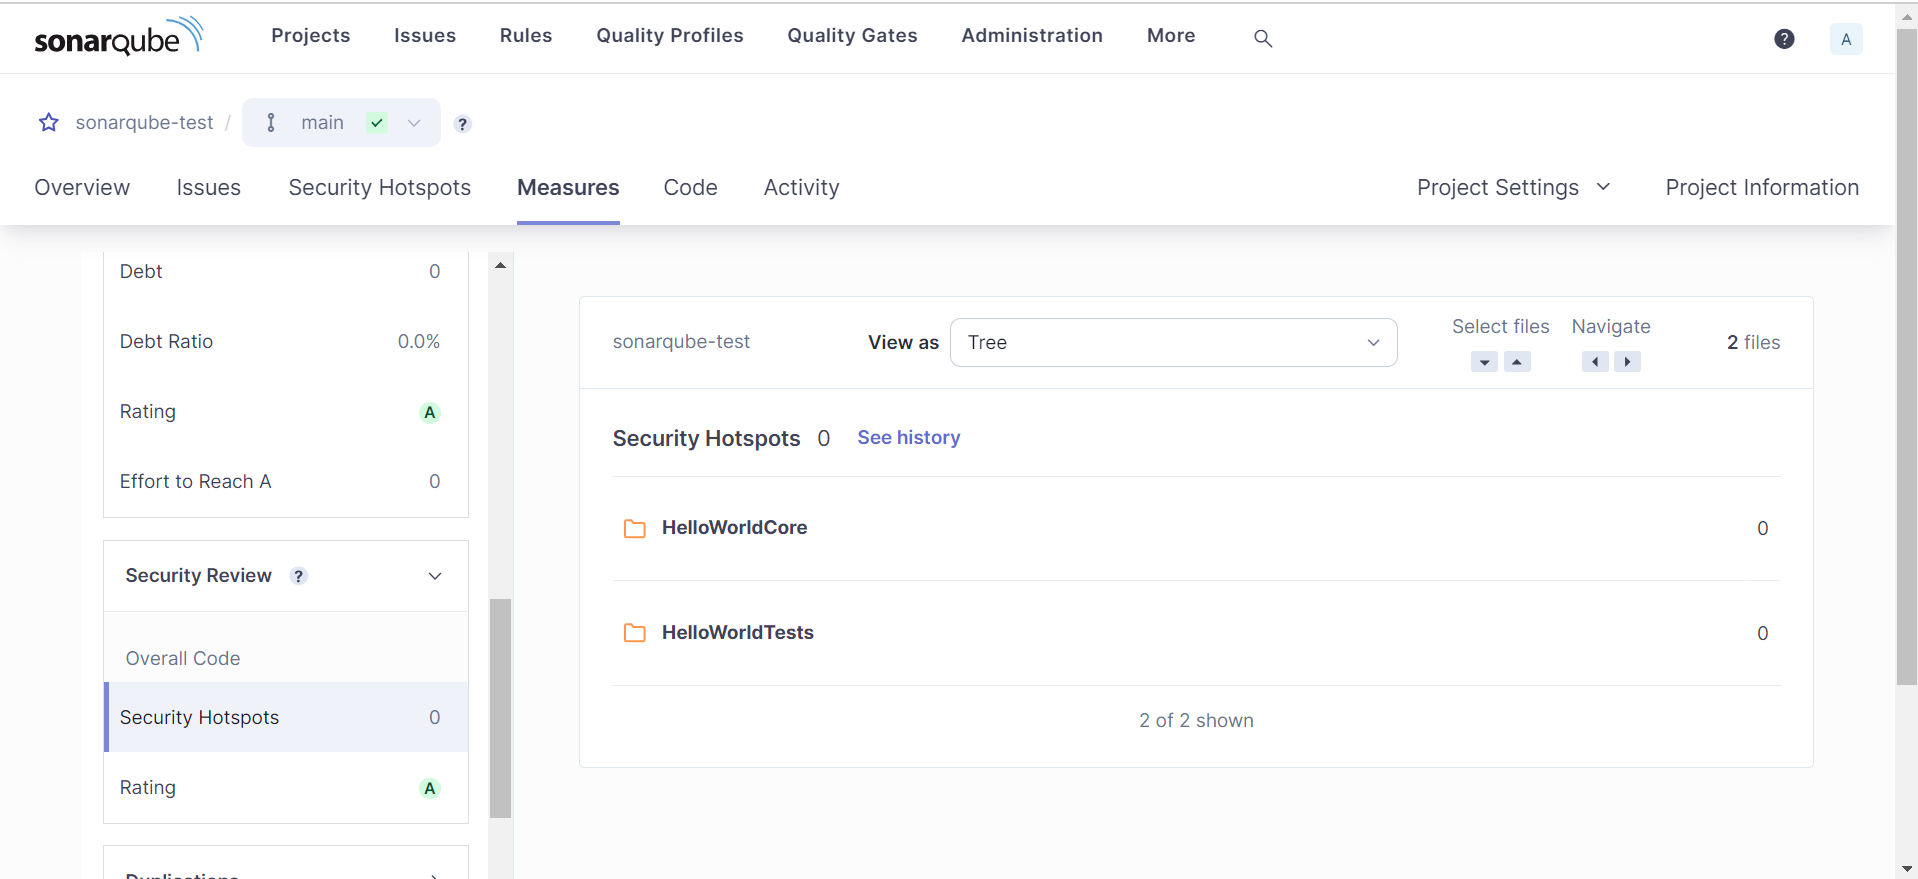 sonarqube Projects Issues Rules Quality Profiles Quality Gates Administration More ? A
sonarqube-test / main ?
Overview Issues Security Hotspots Measures Code Activity Project Settings Project Information
Debt 0
Debt Ratio 0.0%
Rating A
Effort to Reach A 0
Security Review ?
Overall Code
Security Hotspots 0
Rating A
Duplications
sonarqube-test View as Tree Select files Navigate 2 files
Security Hotspots 0 See history
HelloWorldCore 0
HelloWorldTests 0
2 of 2 shown